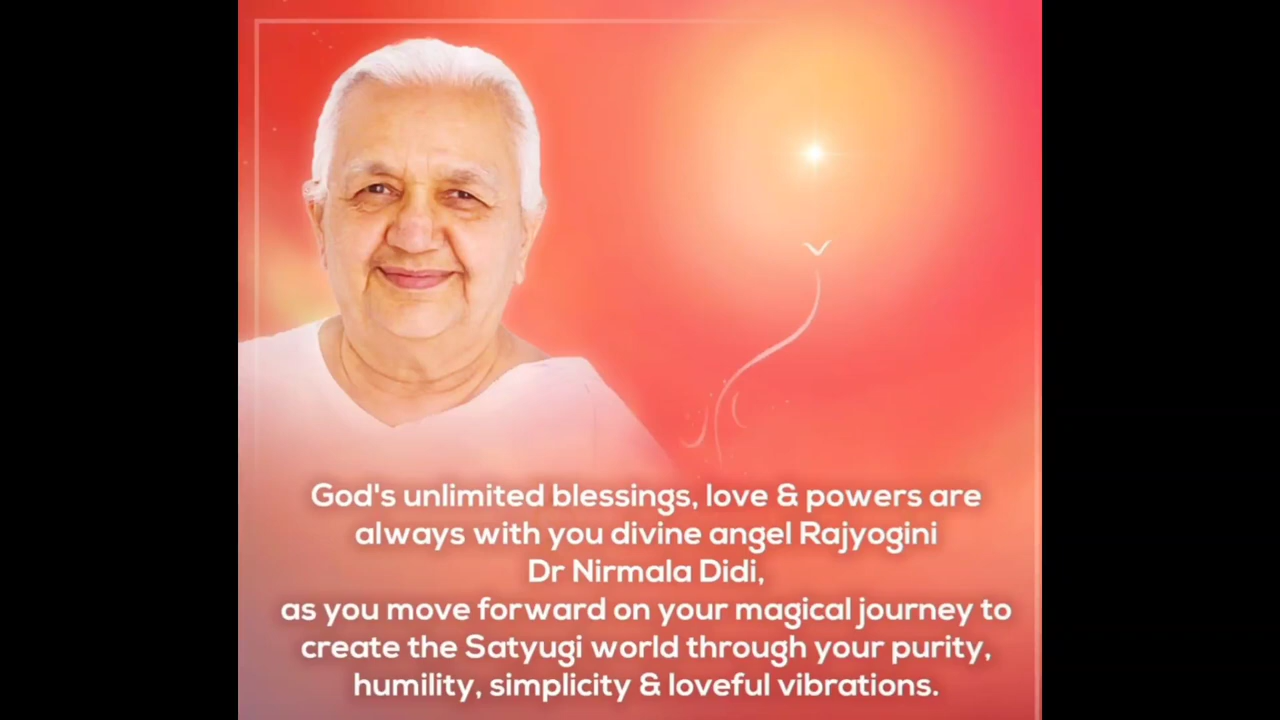 God's unlimited blessings, love & powers are
always with you divine angel Rajyogini
Dr Nirmala Didi,
as you move forward on your magical journey to
create the Satyugi world through your purity,
humility, simplicity & loveful vibrations.